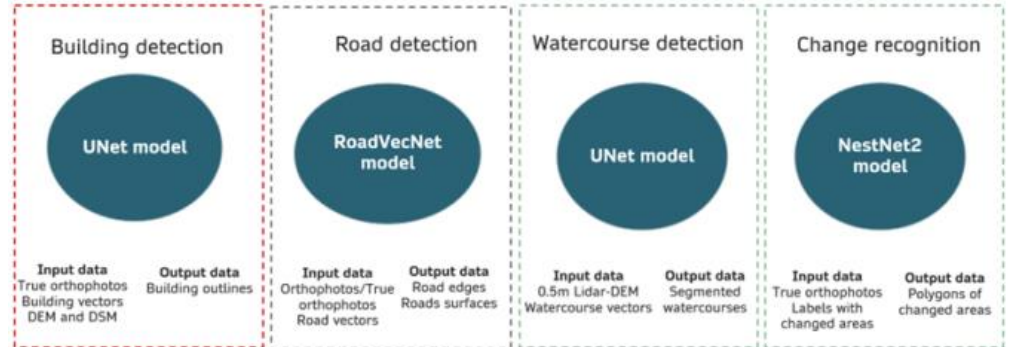 Building detection
UNet model
Input data
True orthophotos
Building vectors
DEM and DSM
Output data
Building outlines
Road detection
RoadVecNet
model
Input data
Orthophotos/True
orthophotos
Road vectors
Output data
Road edges
Roads surfaces
Watercourse detection
UNet model
Input data
0.5m Lidar-DEM
Watercourse vectors
Output data
Segmented
watercourses
Change recognition
NestNet2
model
Input data
True orthophotos
Labels with
changed areas
Output data
Polygons of
changed areas